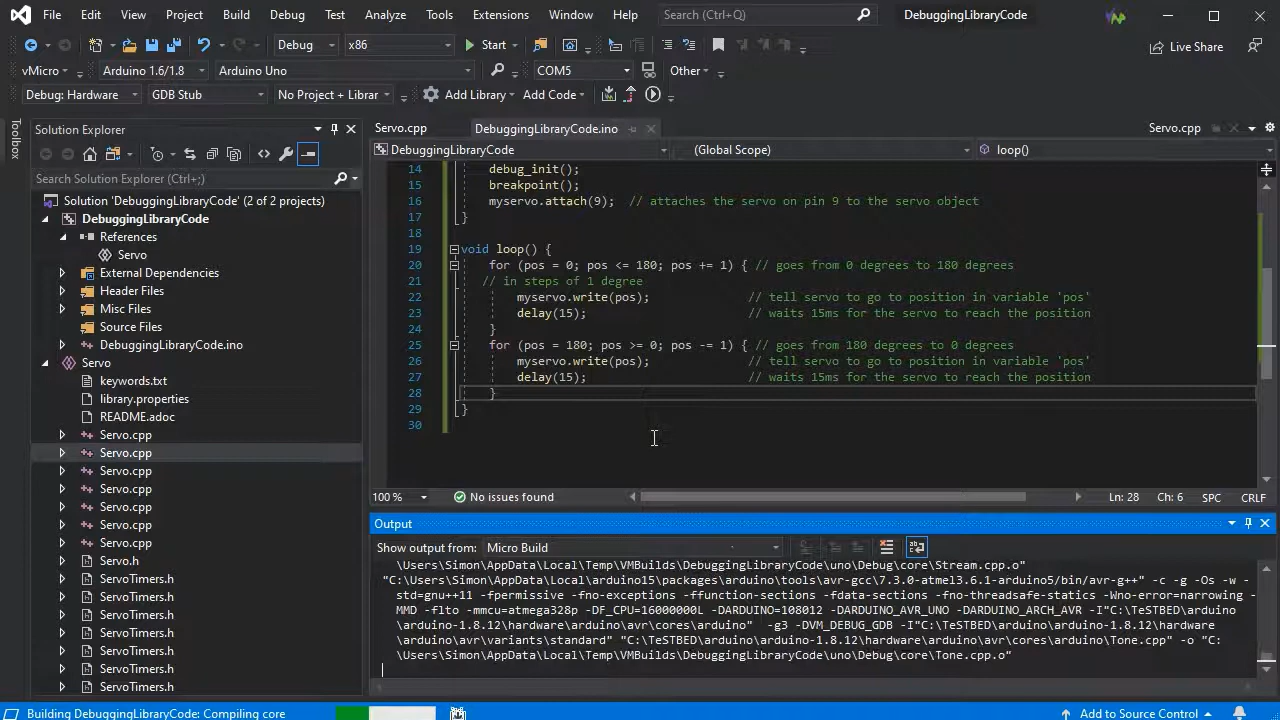 File Edit View Project Build Debug Test Analyze Tools Extensions Window Help Search (Ctrl+Q) DebuggingLibraryCode
Debug x86 Start Live Share
vMicro Arduino 1.6/1.8 Arduino Uno COM5 Other
Debug: Hardware GDB Stub No Project + Librar Add Library Add Code
Toolbox
Solution Explorer
Search Solution Explorer (Ctrl+;)
Solution 'DebuggingLibraryCode' (2 of 2 projects)
DebuggingLibraryCode
References
Servo
External Dependencies
Header Files
Misc Files
Source Files
DebuggingLibraryCode.ino
Servo
keywords.txt
library.properties
README.adoc
Servo.cpp
Servo.cpp
Servo.cpp
Servo.cpp
Servo.cpp
Servo.cpp
Servo.cpp
Servo.h
ServoTimers.h
ServoTimers.h
ServoTimers.h
ServoTimers.h
ServoTimers.h
ServoTimers.h
ServoTimers.h
Servo.cpp DebuggingLibraryCode.ino Servo.cpp
DebuggingLibraryCode (Global Scope) loop()
14 debug_init();
15 breakpoint();
16 myservo.attach(9); // attaches the servo on pin 9 to the servo object
17 }
18
19 void loop() {
20 for (pos = 0; pos <= 180; pos += 1) { // goes from 0 degrees to 180 degrees
21 // in steps of 1 degree
22 myservo.write(pos); // tell servo to go to position in variable 'pos'
23 delay(15); // waits 15ms for the servo to reach the position
24 }
25 for (pos = 180; pos >= 0; pos -= 1) { // goes from 180 degrees to 0 degrees
26 myservo.write(pos); // tell servo to go to position in variable 'pos'
27 delay(15); // waits 15ms for the servo to reach the position
28 }
29 }
30
100 % No issues found Ln: 28 Ch: 6 SPC CRLF
Output
Show output from: Micro Build
\Users\Simon\AppData\Local\Temp\VMBuilds\DebuggingLibraryCode\uno\Debug\core\Stream.cpp.o"
"C:\Users\Simon\AppData\Local\arduino15\packages\arduino\tools\avr-gcc\7.3.0-atmel3.6.1-arduino5/bin/avr-g++" -c -g -Os -w -
std=gnu++11 -fpermissive -fno-exceptions -ffunction-sections -fdata-sections -fno-threadsafe-statics -Wno-error=narrowing -
MMD -flto -mmcu=atmega328p -DF_CPU=16000000L -DARDUINO=108012 -DARDUINO_AVR_UNO -DARDUINO_ARCH_AVR -I"C:\TeSTBED\arduino
\arduino-1.8.12\hardware\arduino\avr\cores\arduino" -g3 -DVM_DEBUG_GDB -I"C:\TeSTBED\arduino\arduino-1.8.12\hardware
\arduino\avr\variants\standard" "C:\TeSTBED\arduino\arduino-1.8.12\hardware\arduino\avr\cores\arduino\Tone.cpp" -o "C:
\Users\Simon\AppData\Local\Temp\VMBuilds\DebuggingLibraryCode\uno\Debug\core\Tone.cpp.o"
Building DebuggingLibraryCode: Compiling core Add to Source Control